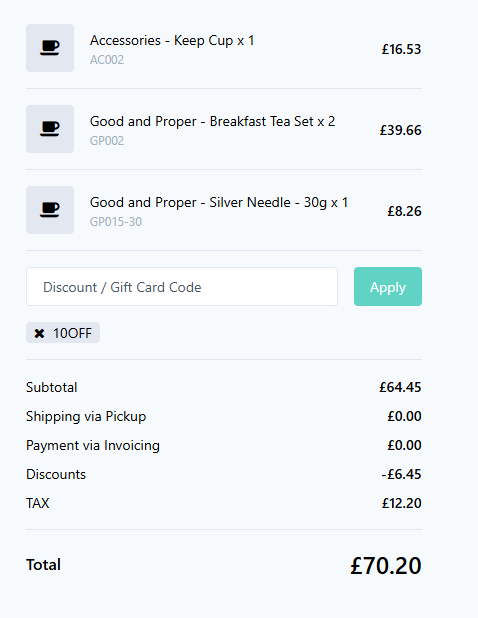 Accessories - Keep Cup x 1
£16.53
AC002
Good and Proper - Breakfast Tea Set x 2
£39.66
GP002
Good and Proper - Silver Needle - 30g x 1
£8.26
GP015-30
Discount / Gift Card Code
Apply
✖ 10OFF
Subtotal £64.45
Shipping via Pickup £0.00
Payment via Invoicing £0.00
Discounts -£6.45
TAX £12.20
Total £70.20